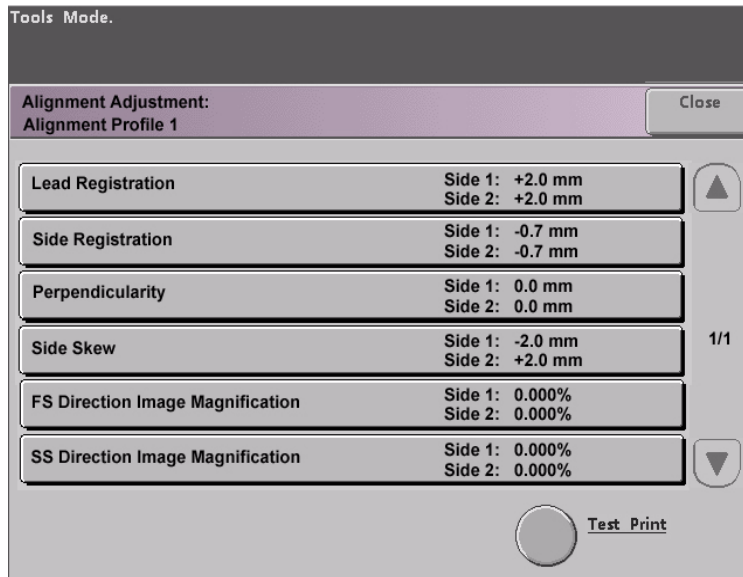 Tools Mode.
Alignment Adjustment:
Close
Alignment Profile 1
Lead Registration
Side 1: +2.0 mm
Side 2: +2.0 mm
Side Registration
Side 1: -0.7 mm
Side 2: -0.7 mm
Perpendicularity
Side 1: 0.0 mm
Side 2: 0.0 mm
Side Skew
Side 1: -2.0 mm
Side 2: +2.0 mm
1/1
FS Direction Image Magnification
Side 1: 0.000%
Side 2: 0.000%
SS Direction Image Magnification
Side 1: 0.000%
Side 2: 0.000%
Test Print